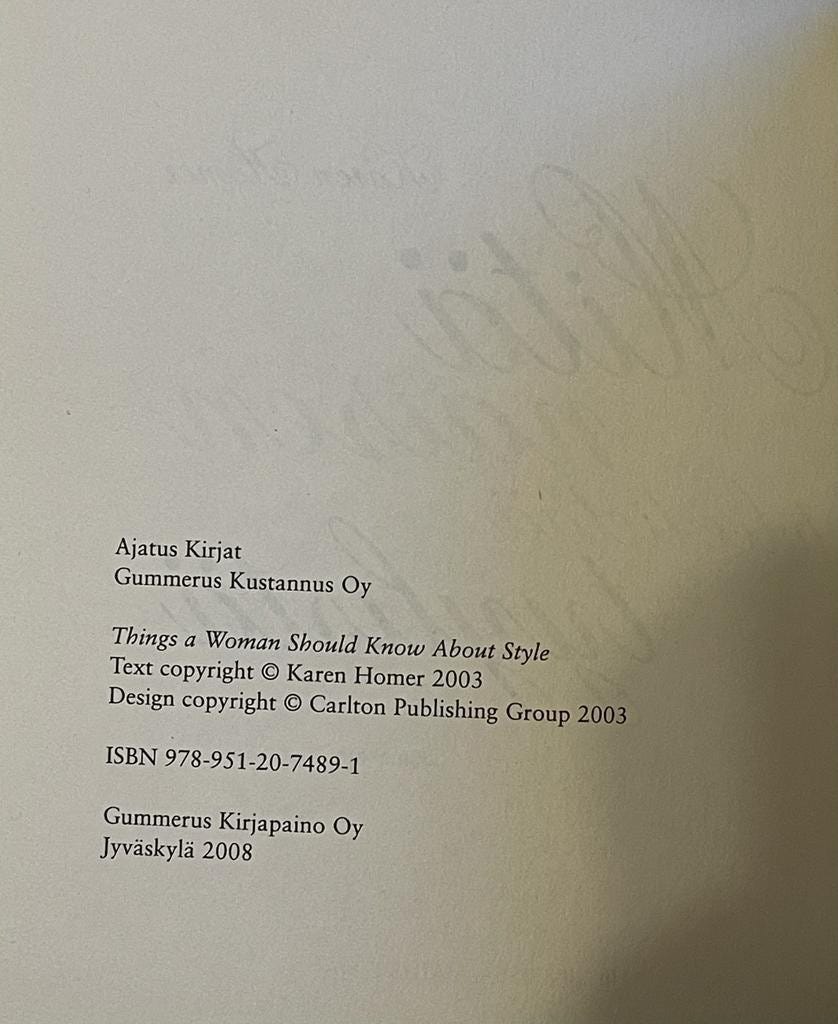 Ajatus Kirjat
Gummerus Kustannus Oy
Things a Woman Should Know About Style
Text copyright © Karen Homer 2003
Design copyright © Carlton Publishing Group 2003
ISBN 978-951-20-7489-1
Gummerus Kirjapaino Oy
Jyväskylä 2008